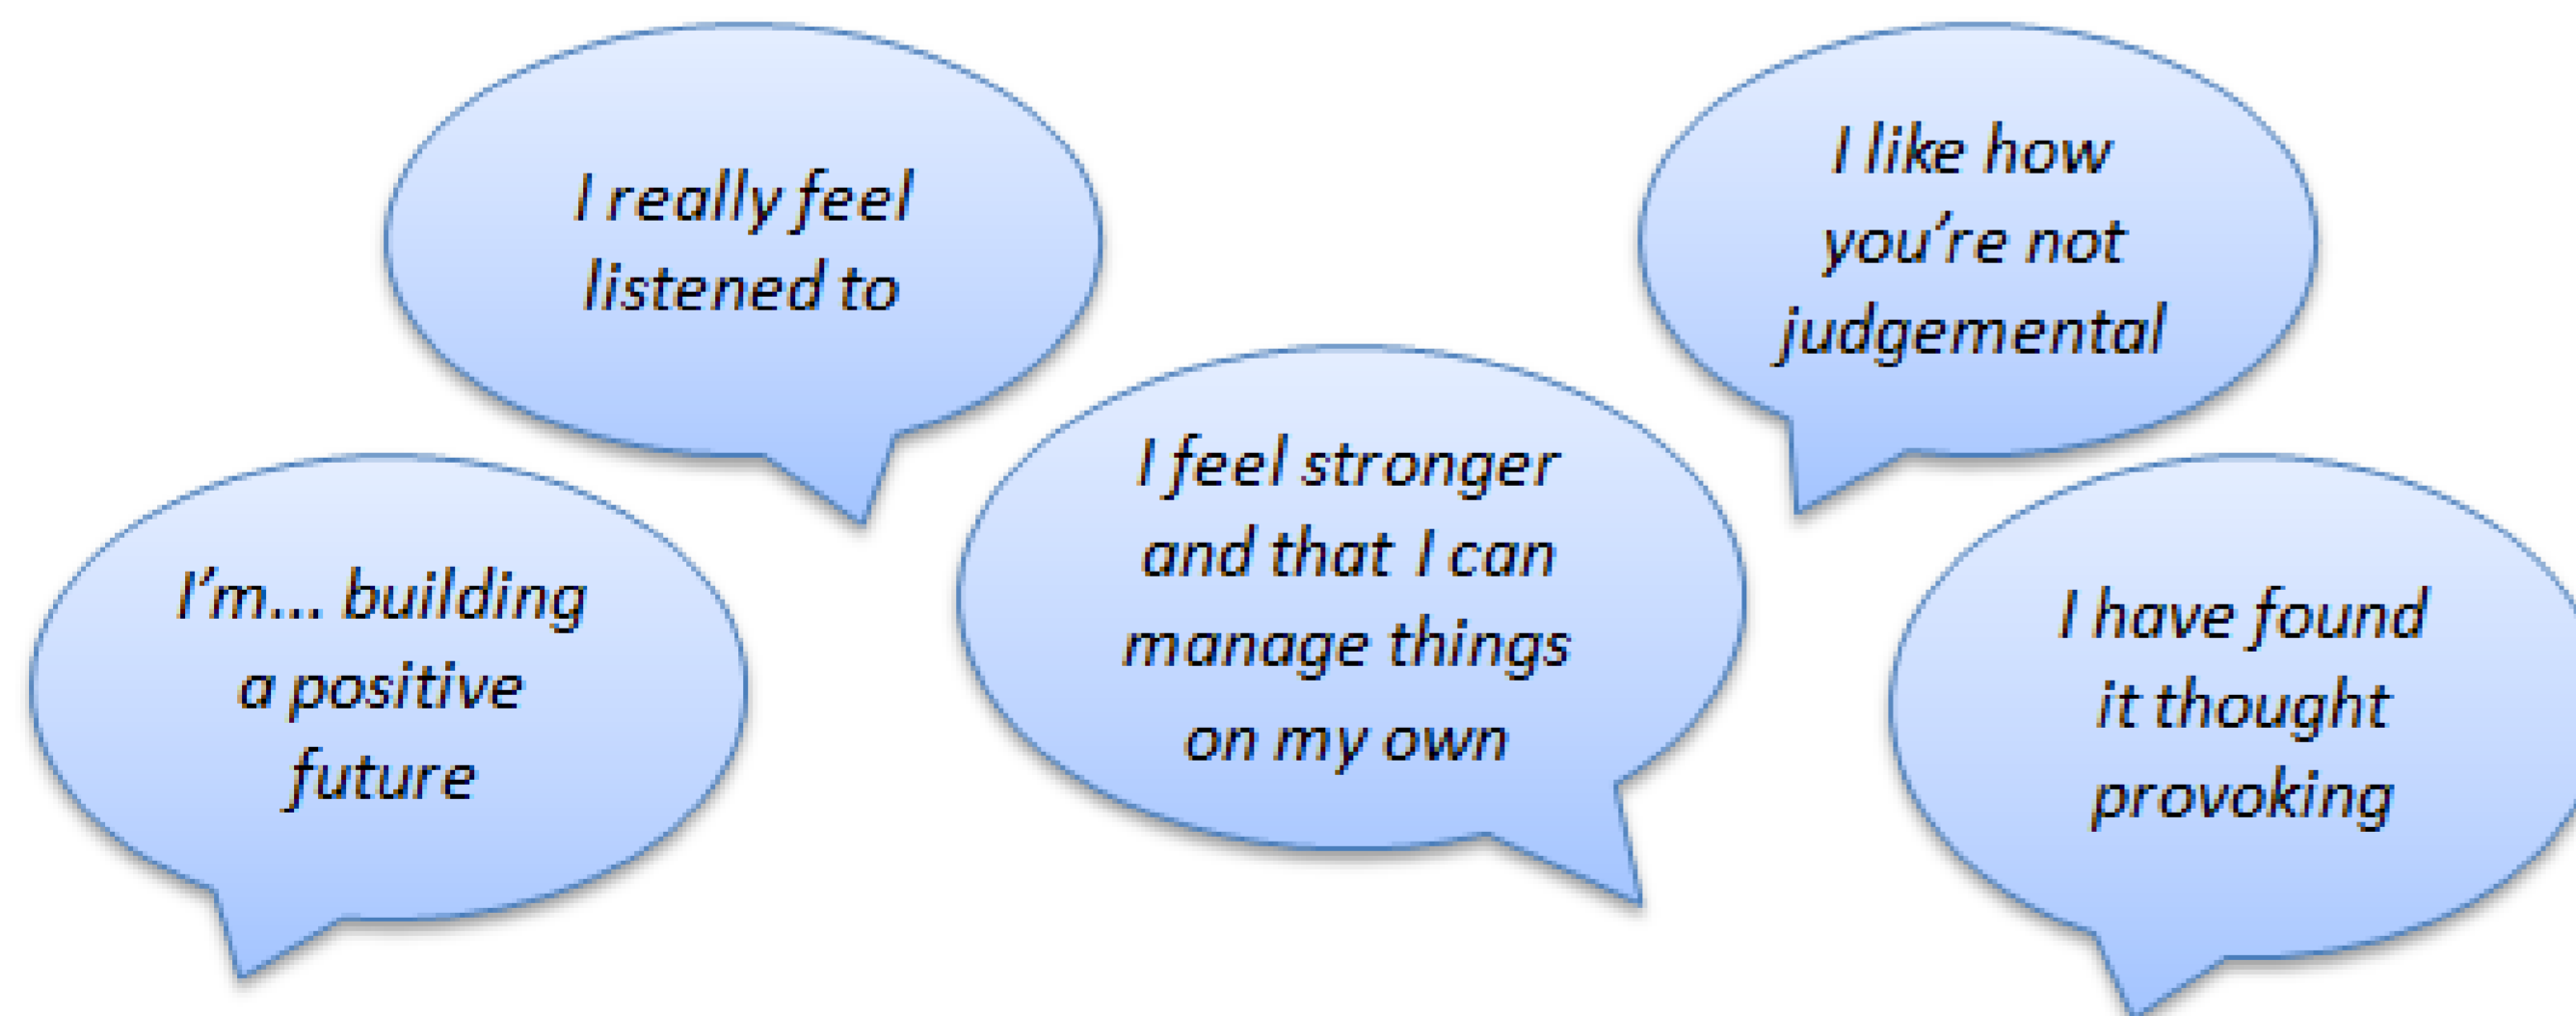 I really feel
listened to
I like how
you're not
judgemental
I'm... building
a positive
future
I feel stronger
and that I can
manage things
on my own
I have found
it thought
provoking